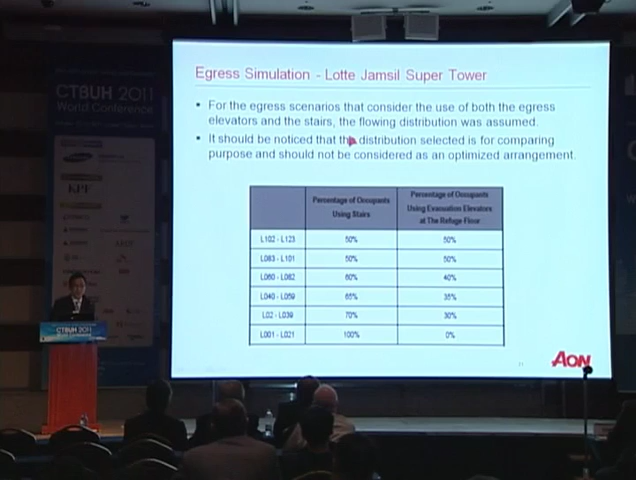 CTBUH 2011
World Conference
SAMSUNG
KPF
Egress Simulation - Lotte Jamsil Super Tower
• For the egress scenarios that consider the use of both the egress
elevators and the stairs, the flowing distribution was assumed.
• It should be noticed that the distribution selected is for comparing
purpose and should not be considered as an optimized arrangement.
Percentage of Occupants
Using Stairs
Percentage of Occupants
Using Evacuation Elevators
at The Refuge Floor
L102 - L123 50% 50%
L083 - L101 50% 50%
L060 - L082 60% 40%
L040 - L059 65% 35%
L02 - L039 70% 30%
L001 - L021 100% 0%
AON
CTBUH 2011
World Conference